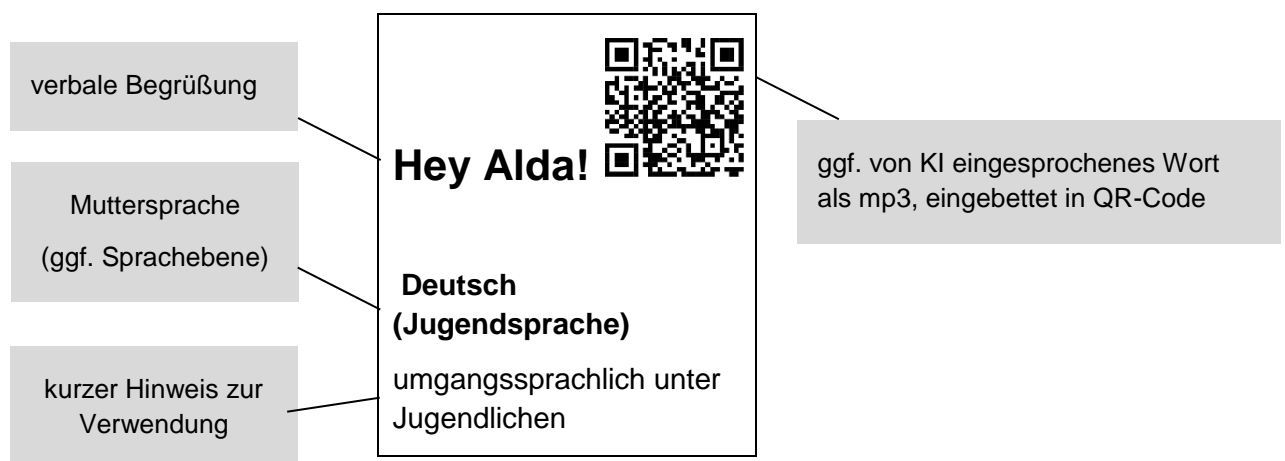 verbale Begrüßung
Muttersprache
(ggf. Sprachebene)
kurzer Hinweis zur
Verwendung
Hey Alda!
Deutsch
(Jugendsprache)
umgangssprachlich unter
Jugendlichen
ggf. von KI eingesprochenes Wort
als mp3, eingebettet in QR-Code